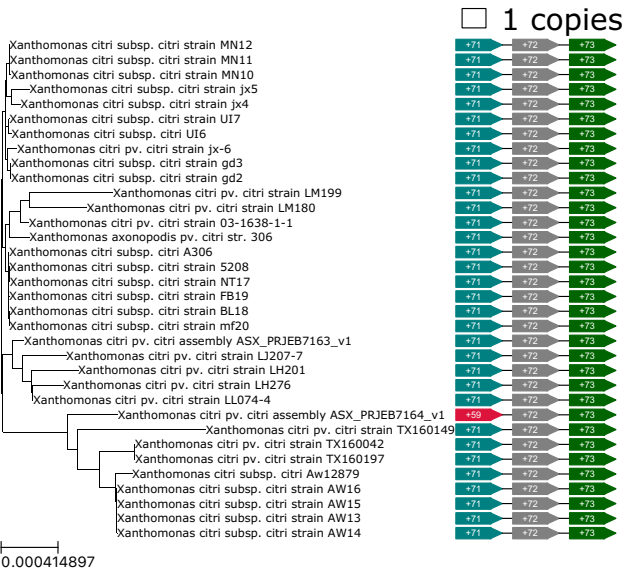 1 copies
Xanthomonas citri subsp. citri strain MN12 +71 +72 +73
Xanthomonas citri subsp. citri strain MN11 +71 +72 +73
Xanthomonas citri subsp. citri strain MN10 +71 +72 +73
Xanthomonas citri subsp. citri strain jx5 +71 +72 +73
Xanthomonas citri subsp. citri strain jx4 +71 +72 +73
Xanthomonas citri subsp. citri strain UI7 +71 +72 +73
Xanthomonas citri subsp. citri UI6 +71 +72 +73
Xanthomonas citri pv. citri strain jx-6 +71 +72 +73
Xanthomonas citri subsp. citri strain gd3 +71 +72 +73
Xanthomonas citri subsp. citri strain gd2 +71 +72 +73
Xanthomonas citri pv. citri strain LM199 +71 +72 +73
Xanthomonas citri pv. citri strain LM180 +71 +72 +73
Xanthomonas citri pv. citri strain 03-1638-1-1 +71 +72 +73
Xanthomonas axonopodis pv. citri str. 306 +71 +72 +73
Xanthomonas citri subsp. citri A306 +71 +72 +73
Xanthomonas citri subsp. citri strain 5208 +71 +72 +73
Xanthomonas citri subsp. citri strain NT17 +71 +72 +73
Xanthomonas citri subsp. citri strain FB19 +71 +72 +73
Xanthomonas citri subsp. citri strain BL18 +71 +72 +73
Xanthomonas citri subsp. citri strain mf20 +71 +72 +73
Xanthomonas citri pv. citri assembly ASX_PRJEB7163_v1 +71 +72 +73
Xanthomonas citri pv. citri strain LJ207-7 +71 +72 +73
Xanthomonas citri pv. citri strain LH201 +71 +72 +73
Xanthomonas citri pv. citri strain LH276 +71 +72 +73
Xanthomonas citri pv. citri strain LL074-4 +71 +72 +73
Xanthomonas citri pv. citri assembly ASX_PRJEB7164_v1 +59 +72 +73
Xanthomonas citri pv. citri strain TX160149 +71 +72 +73
Xanthomonas citri pv. citri strain TX160042 +71 +72 +73
Xanthomonas citri pv. citri strain TX160197 +71 +72 +73
Xanthomonas citri subsp. citri Aw12879 +71 +72 +73
Xanthomonas citri subsp. citri strain AW16 +71 +72 +73
Xanthomonas citri subsp. citri strain AW15 +71 +72 +73
Xanthomonas citri subsp. citri strain AW13 +71 +72 +73
Xanthomonas citri subsp. citri strain AW14 +71 +72 +73
0.000414897